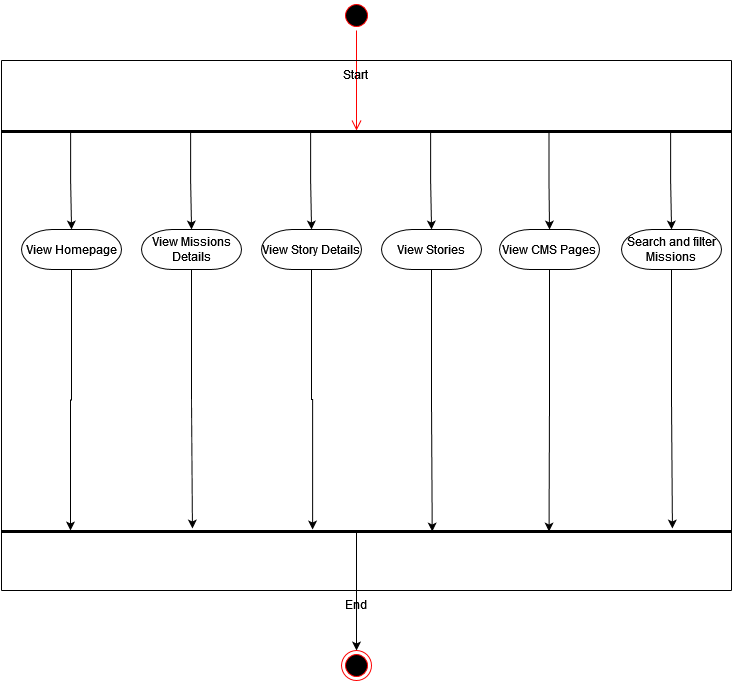 Start
View Homepage
View Missions
Details
View Story Details
View Stories
View CMS Pages
Search and filter
Missions
End